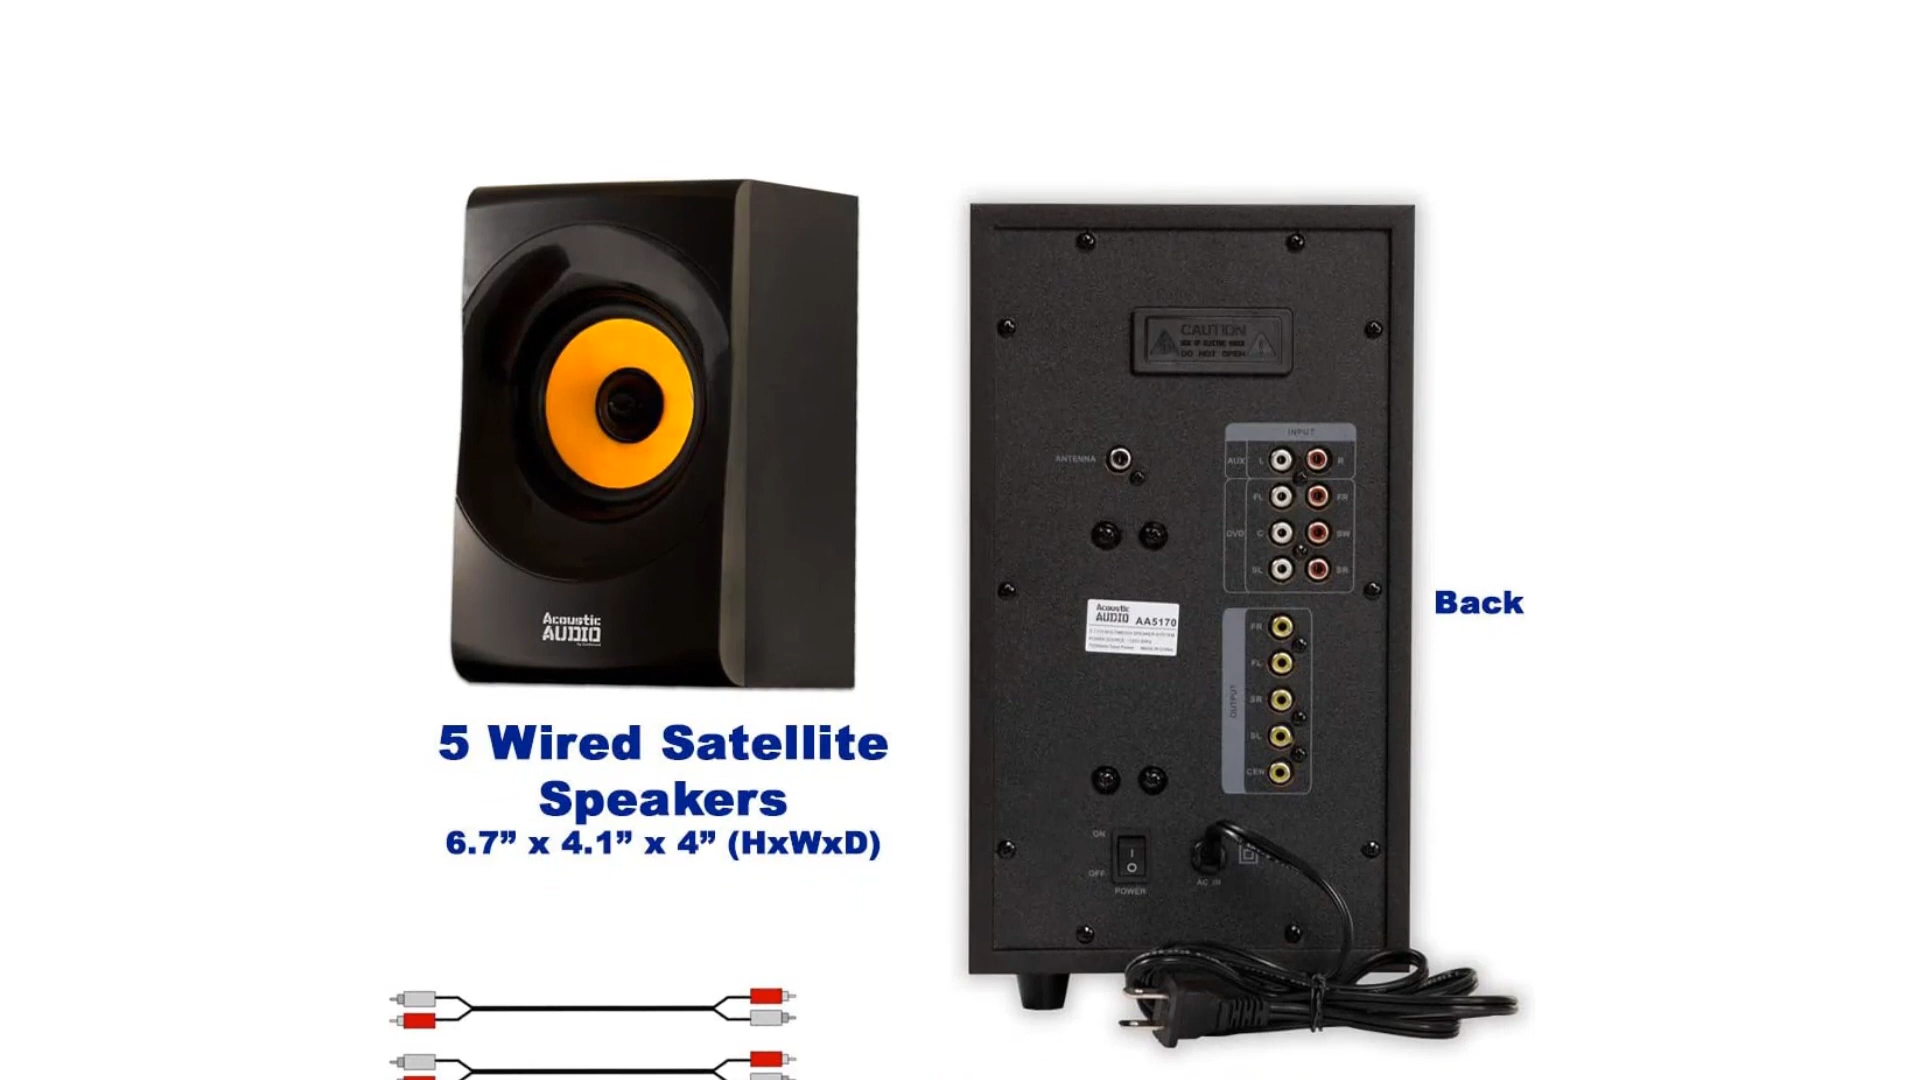 Acoustic
AUDIO
5 Wired Satellite
Speakers
6.7” x 4.1” x 4” (HxWxD)
CAUTION
DO NOT OPEN
INPUT
ANTENNA
AUX L R
FL FR
DVD C SW
SL SR
Acoustic
AUDIO AA5170
FR
FL
SR
OUTPUT
SL
CEN
ON
OFF
POWER
AC IN
Back